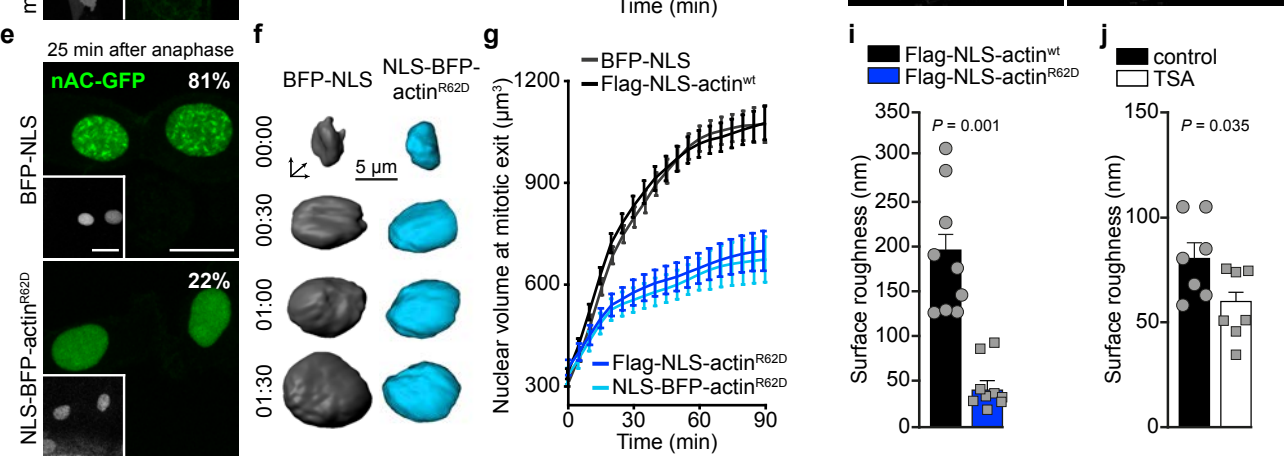 m
Time (min)
e
25 min after anaphase
nAC-GFP
81%
BFP-NLS
22%
NLS-BFP-actinR62D
f
BFP-NLS
NLS-BFP-
actinR62D
00:00
5 µm
00:30
01:00
01:30
g
BFP-NLS
Flag-NLS-actinwt
Nuclear volume at mitotic exit (µm3)
1200
900
600
300
Flag-NLS-actinR62D
NLS-BFP-actinR62D
0 30 60 90
Time (min)
i
Flag-NLS-actinwt
Flag-NLS-actinR62D
Surface roughness (nm)
350
P = 0.001
300
250
200
150
100
50
0
j
control
TSA
Surface roughness (nm)
150
P = 0.035
100
50
0